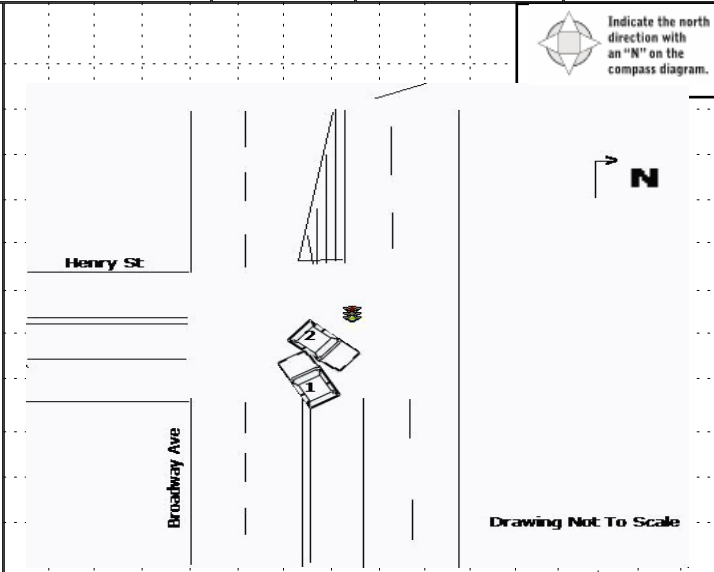 Indicate the north
direction with
an "N" on the
compass diagram.
N
Henry St
2
1
Broadway Ave
Drawing Not To Scale